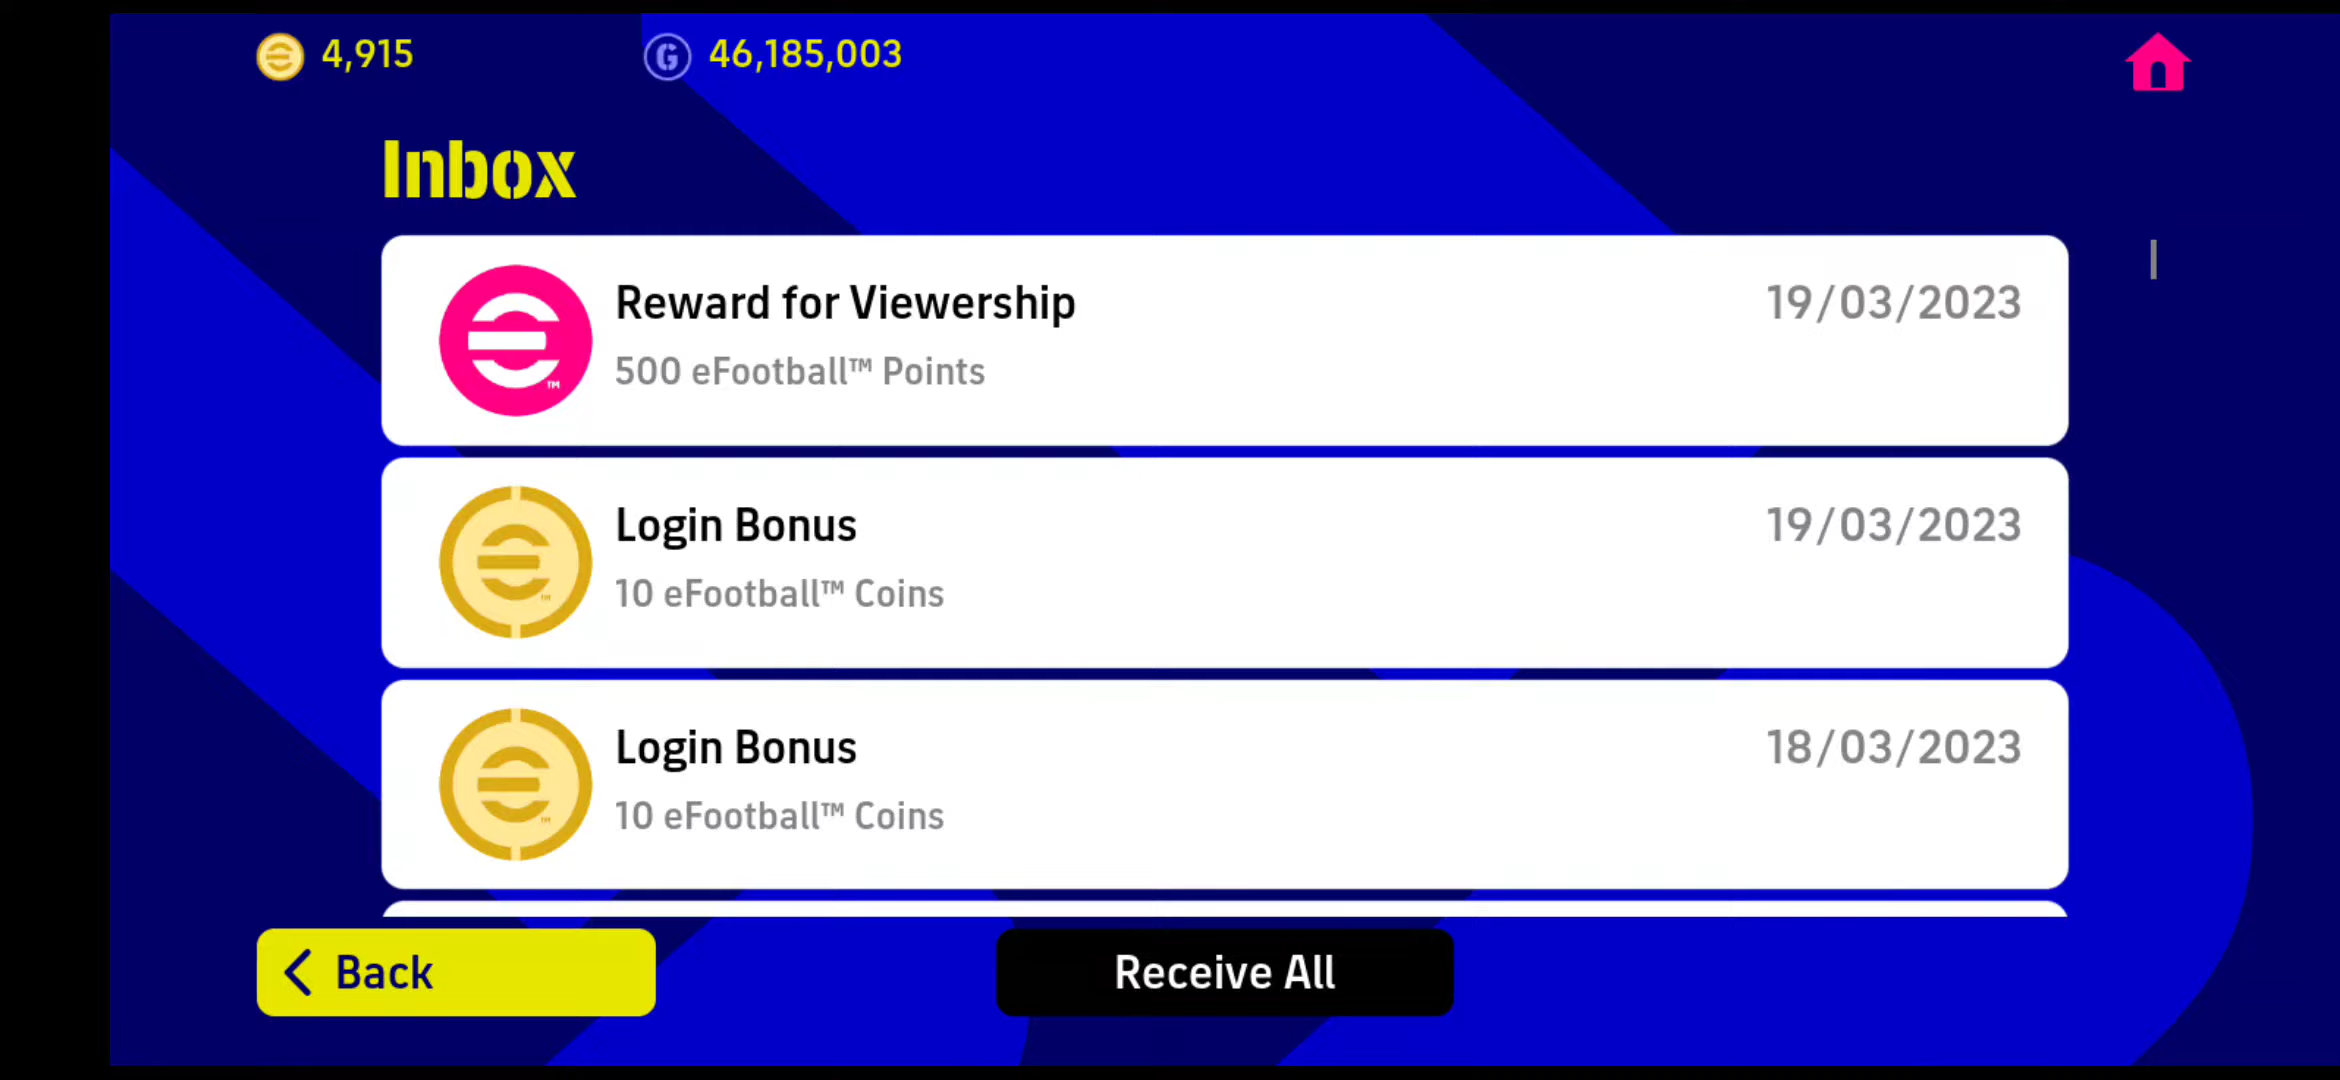 4,915
46,185,003
Inbox
Reward for Viewership
19/03/2023
500 eFootball™ Points
Login Bonus
19/03/2023
10 eFootball™ Coins
Login Bonus
18/03/2023
10 eFootball™ Coins
Back
Receive All